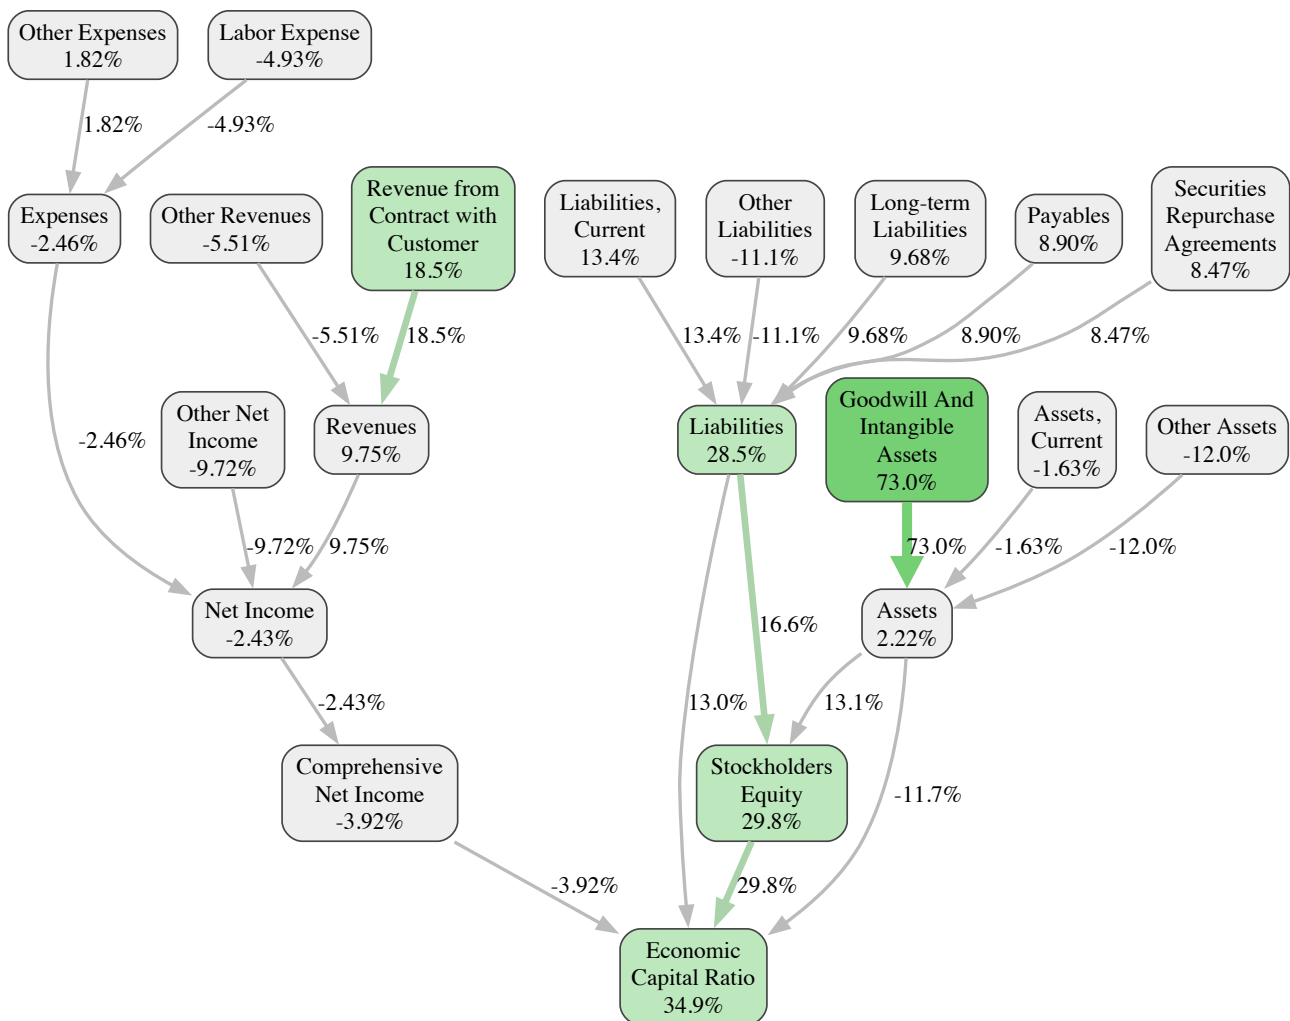 Other Expenses
1.82%
Labor Expense
-4.93%
1.82%
-4.93%
Expenses
-2.46%
Other Revenues
-5.51%
Revenue from
Contract with
Customer
18.5%
Liabilities,
Current
13.4%
Other
Liabilities
-11.1%
Long-term
Liabilities
9.68%
Payables
8.90%
Securities
Repurchase
Agreements
8.47%
-5.51%
18.5%
13.4%
-11.1%
9.68%
8.90%
8.47%
-2.46%
Other Net
Income
-9.72%
Revenues
9.75%
Liabilities
28.5%
Goodwill And
Intangible
Assets
73.0%
Assets,
Current
-1.63%
Other Assets
-12.0%
-9.72%
9.75%
73.0%
-1.63%
-12.0%
Net Income
-2.43%
16.6%
Assets
2.22%
-2.43%
13.0%
13.1%
Comprehensive
Net Income
-3.92%
Stockholders
Equity
29.8%
-11.7%
-3.92%
29.8%
Economic
Capital Ratio
34.9%